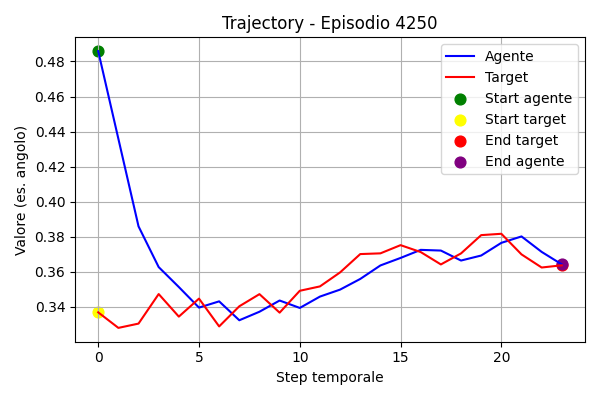 Trajectory - Episodio 4250
Valore (es. angolo)
0.48
0.46
0.44
0.42
0.40
0.38
0.36
0.34
0
5
10
15
20
Step temporale
Agente
Target
Start agente
Start target
End target
End agente